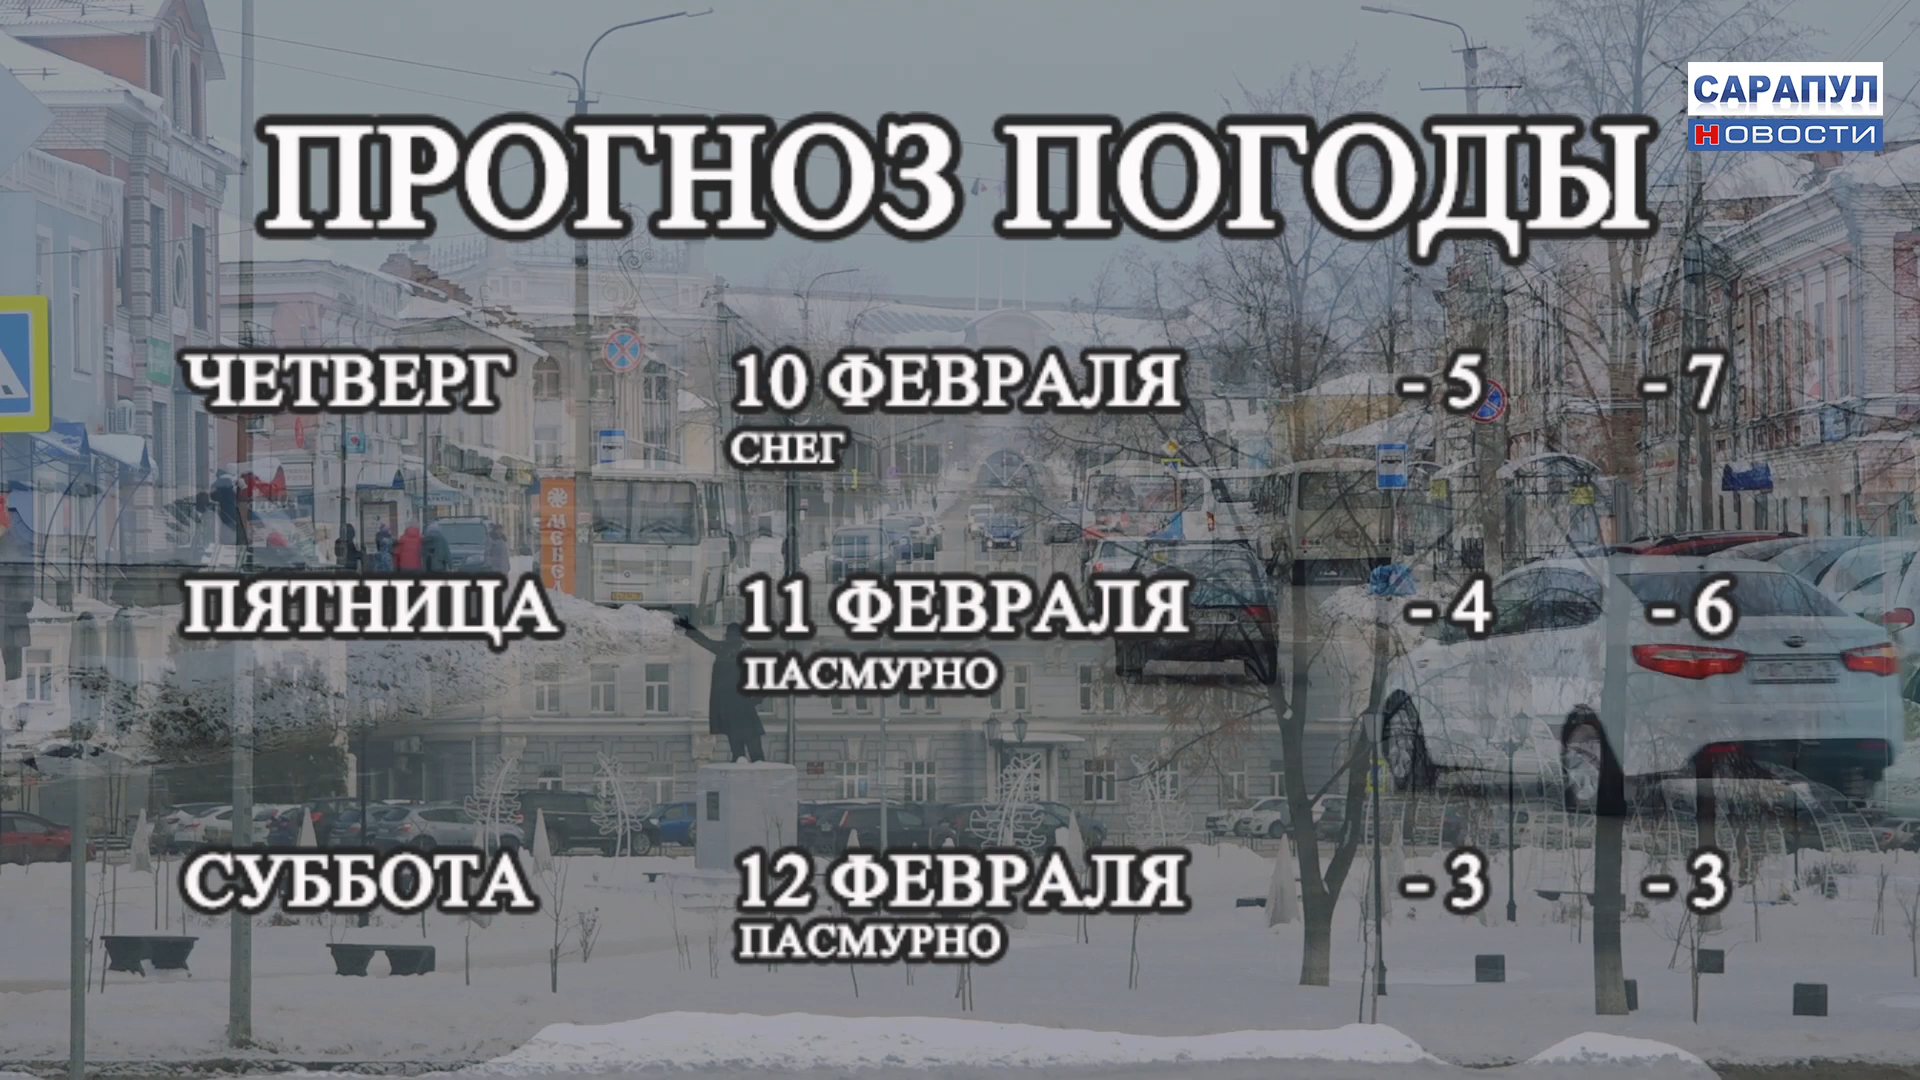 САРАПУЛ
НОВОСТИ
ПРОГНОЗ ПОГОДЫ
ЧЕТВЕРГ 10 ФЕВРАЛЯ - 5 - 7
СНЕГ
МЕББЕЛ
ПЯТНИЦА 11 ФЕВРАЛЯ - 4 - 6
ПАСМУРНО
СУББОТА 12 ФЕВРАЛЯ - 3 - 3
ПАСМУРНО